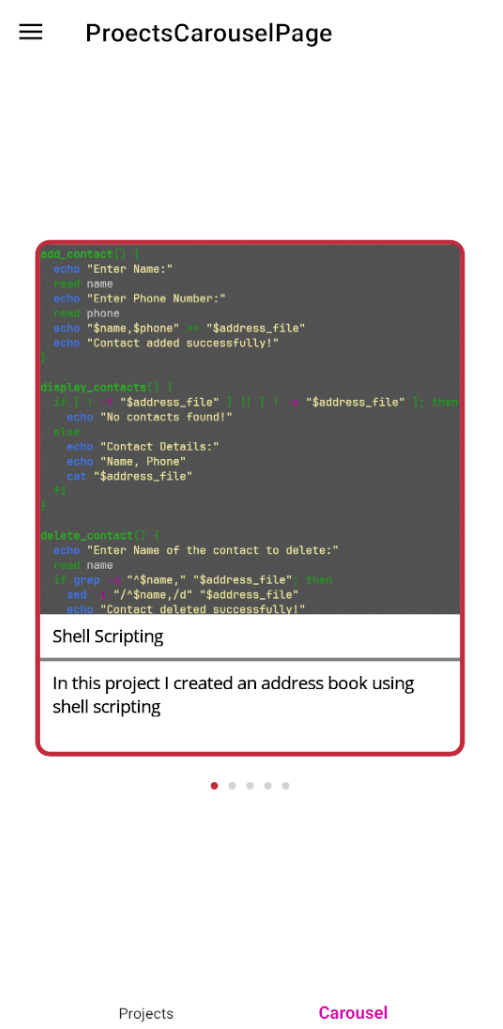 ProectsCarouselPage
add_contact() {
echo "Enter Name:"
read name
echo "Enter Phone Number:"
read phone
echo "$name,$phone" >> "$address_file"
echo "Contact added successfully!"
}
display_contacts() {
if [ ! "$address_file" ] || [ ! "$address_file" ]; then
echo "No contacts found!"
else
echo "Contact Details:"
echo "Name, Phone"
cat "$address_file"
fi
}
delete_contact() {
echo "Enter Name of the contact to delete:"
read name
if grep "^$name," "$address_file"; then
sed "/^$name,/d" "$address_file"
echo "Contact deleted successfully!"
Shell Scripting
In this project I created an address book using
shell scripting
Projects
Carousel